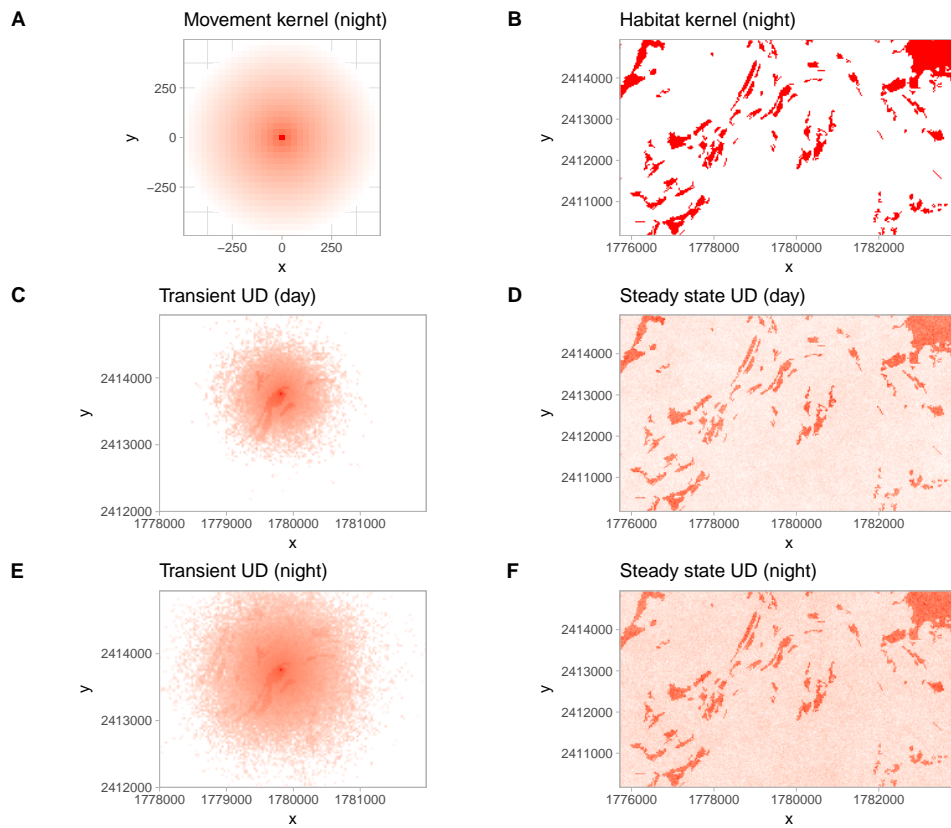 A Movement kernel (night)
250
0
−250
y
−250 0 250
x
B Habitat kernel (night)
2414000
2413000
2412000
2411000
y
1776000 1778000 1780000 1782000
x
C Transient UD (day)
2414000
2413000
2412000
y
1778000 1779000 1780000 1781000
x
D Steady state UD (day)
2414000
2413000
2412000
2411000
y
1776000 1778000 1780000 1782000
x
E Transient UD (night)
2414000
2413000
2412000
y
1778000 1779000 1780000 1781000
x
F Steady state UD (night)
2414000
2413000
2412000
2411000
y
1776000 1778000 1780000 1782000
x